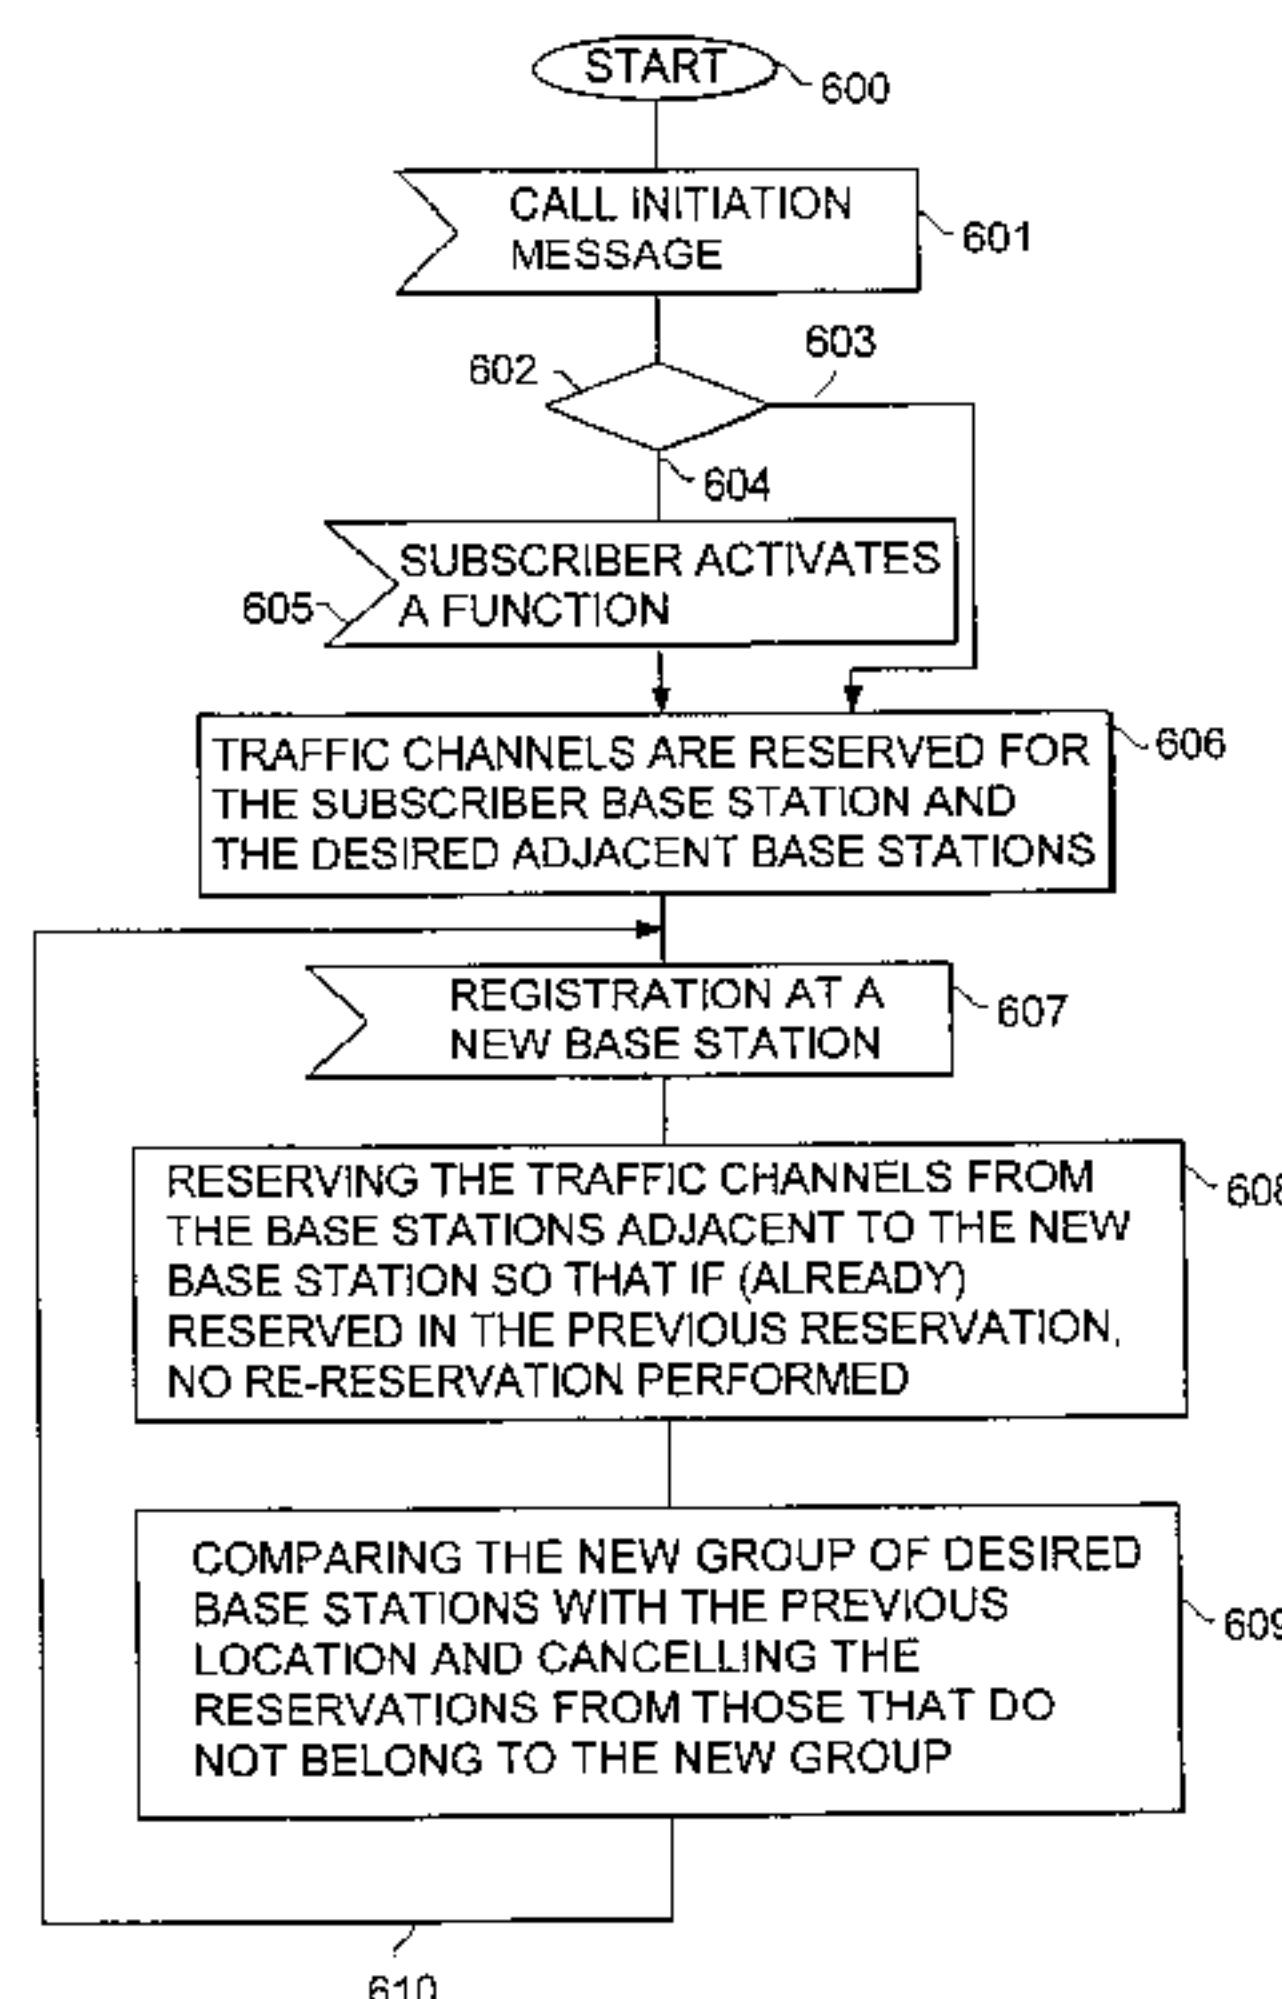 START
600
CALL INITIATION
MESSAGE
601
603
602
604
SUBSCRIBER ACTIVATES
A FUNCTION
605
TRAFFIC CHANNELS ARE RESERVED FOR
THE SUBSCRIBER BASE STATION AND
THE DESIRED ADJACENT BASE STATIONS
606
REGISTRATION AT A
NEW BASE STATION
607
RESERVING THE TRAFFIC CHANNELS FROM
THE BASE STATIONS ADJACENT TO THE NEW
BASE STATION SO THAT IF (ALREADY)
RESERVED IN THE PREVIOUS RESERVATION,
NO RE-RESERVATION PERFORMED
608
COMPARING THE NEW GROUP OF DESIRED
BASE STATIONS WITH THE PREVIOUS
LOCATION AND CANCELLING THE
RESERVATIONS FROM THOSE THAT DO
NOT BELONG TO THE NEW GROUP
609
610